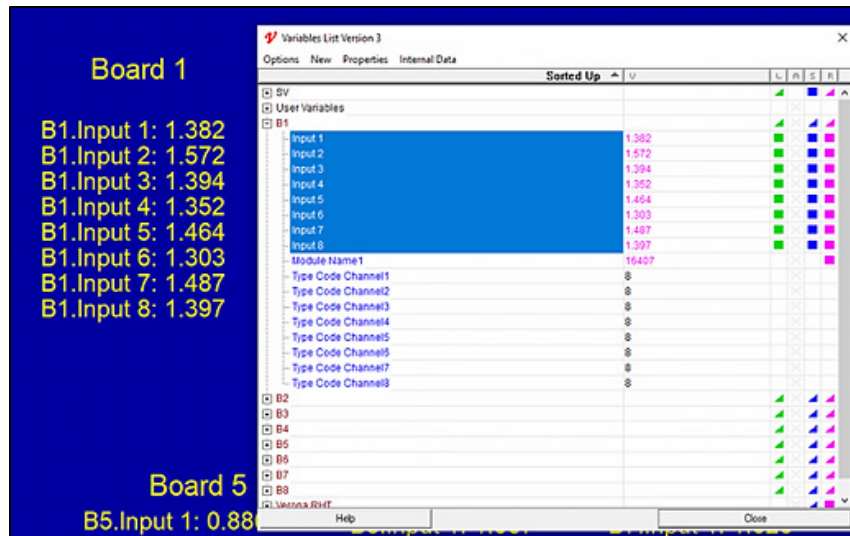 Board 1
B1.Input 1: 1.382
B1.Input 2: 1.572
B1.Input 3: 1.394
B1.Input 4: 1.352
B1.Input 5: 1.464
B1.Input 6: 1.303
B1.Input 7: 1.487
B1.Input 8: 1.397
Board 5
B5.Input 1: 0.88
Variables List Version 3
Options New Properties Internal Data
Sorted Up V L A S R
SV
User Variables
B1
Input 1 1.382
Input 2 1.572
Input 3 1.394
Input 4 1.352
Input 5 1.464
Input 6 1.303
Input 7 1.487
Input 8 1.397
Module Name1 16407
Type Code Channel1 8
Type Code Channel2 8
Type Code Channel3 8
Type Code Channel4 8
Type Code Channel5 8
Type Code Channel6 8
Type Code Channel7 8
Type Code Channel8 8
B2
B3
B4
B5
B6
B7
B8
Verona RHT
Help Close